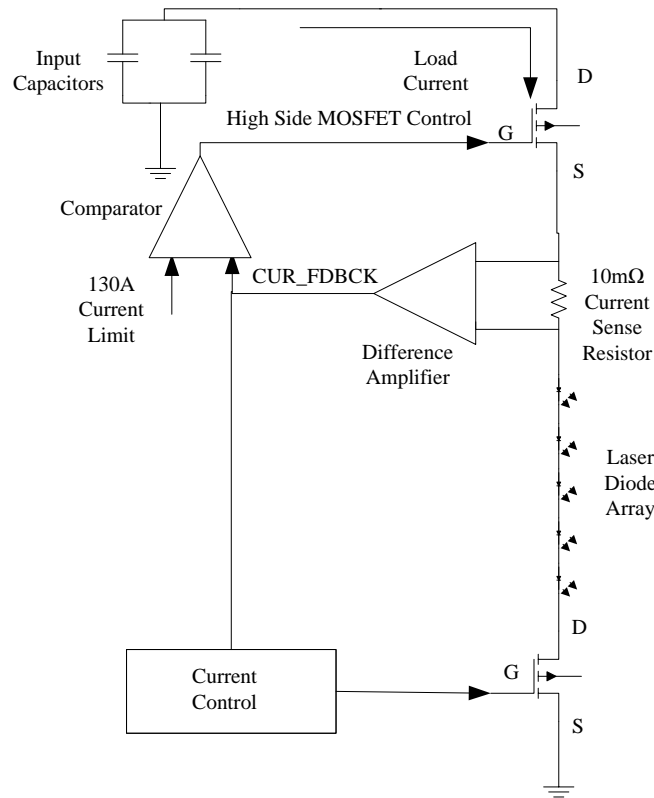 Input
Capacitors
Load
Current
D
High Side MOSFET Control
G
S
Comparator
130A
Current
Limit
CUR_FDBCK
Difference
Amplifier
10mΩ
Current
Sense
Resistor
Laser
Diode
Array
D
G
Current
Control
S